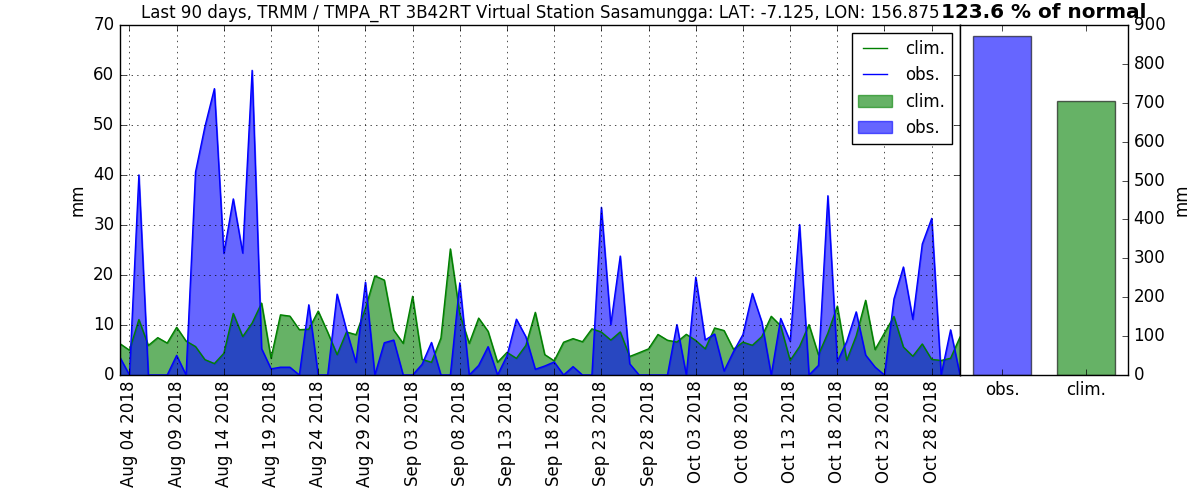 Last 90 days, TRMM / TMPA_RT 3B42RT Virtual Station Sasamungga: LAT: -7.125, LON: 156.875
123.6 % of normal
clim.
obs.
clim.
obs.
70
60
50
40
30
20
10
0
mm
900
800
700
600
500
400
300
200
100
0
mm
Aug 04 2018
Aug 09 2018
Aug 14 2018
Aug 19 2018
Aug 24 2018
Aug 29 2018
Sep 03 2018
Sep 08 2018
Sep 13 2018
Sep 18 2018
Sep 23 2018
Sep 28 2018
Oct 03 2018
Oct 08 2018
Oct 13 2018
Oct 18 2018
Oct 23 2018
Oct 28 2018
obs.
clim.